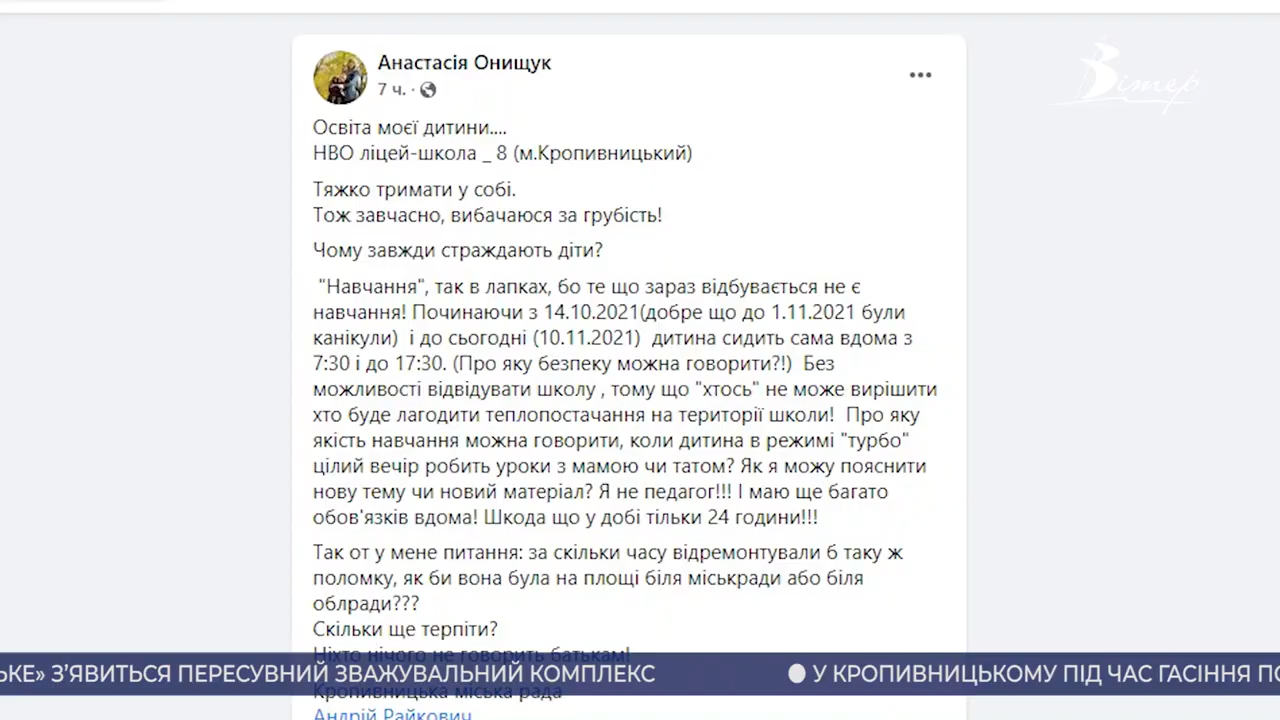 Вітер
Анастасія Онищук
7 ч. ·
Освіта моєї дитини....
НВО ліцей-школа _ 8 (м.Кропивницький)
Тяжко тримати у собі.
Тож завчасно, вибачаюся за грубість!
Чому завжди страждають діти?
"Навчання", так в лапках, бо те що зараз відбувається не є
навчання! Починаючи з 14.10.2021(добре що до 1.11.2021 були
канікули)  і до сьогодні (10.11.2021)  дитина сидить сама вдома з
7:30 і до 17:30. (Про яку безпеку можна говорити?!)  Без
можливості відвідувати школу , тому що "хтось" не може вирішити
хто буде лагодити теплопостачання на території школи!  Про яку
якість навчання можна говорити, коли дитина в режимі "турбо"
цілий вечір робить уроки з мамою чи татом? Як я можу пояснити
нову тему чи новий матеріал? Я не педагог!!! І маю ще багато
обов'язків вдома! Шкода що у добі тільки 24 години!!!
Так от у мене питання: за скільки часу відремонтували б таку ж
поломку, як би вона була на площі біля міськради або біля
облради???
Скільки ще терпіти?
Ніхто нічого не говорить батькам!
ЬКЕ» З’ЯВИТЬСЯ ПЕРЕСУВНИЙ ЗВАЖУВАЛЬНИЙ КОМПЛЕКС ● У КРОПИВНИЦЬКОМУ ПІД ЧАС ГАСІННЯ ПО
Кропивницька міська рада
Андрій Райкович